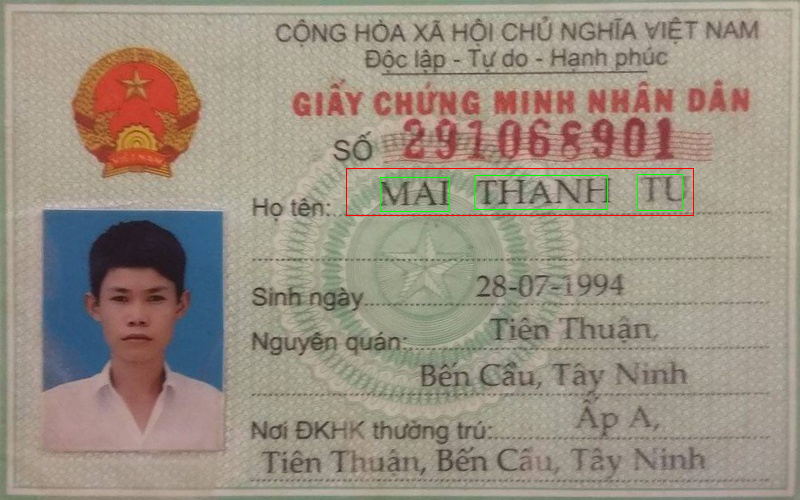 CỘNG HÒA XÃ HỘI CHỦ NGHĨA VIỆT NAM
Độc lập - Tự do - Hạnh phúc
GIẤY CHỨNG MINH NHÂN DÂN
SỐ 291068901
Họ tên: MAI THANH TÚ
Sinh ngày 28-07-1994
Nguyên quán: Tiên Thuận,
Bến Cầu, Tây Ninh
Nơi ĐKHK thường trú: Ấp A,
Tiên Thuận, Bến Cầu, Tây Ninh
VIỆT NAM